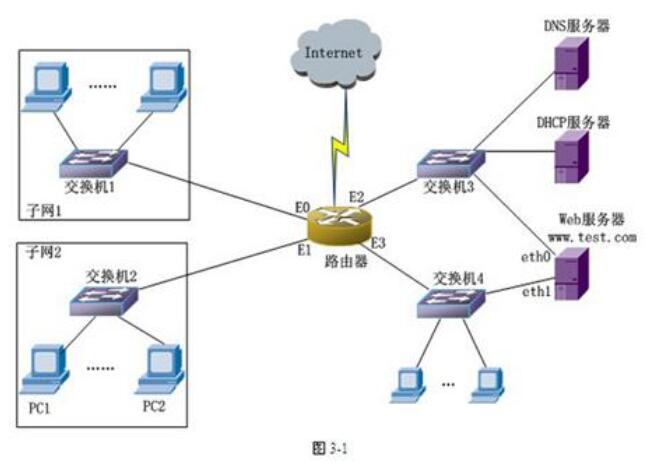 DNS服务器
Internet
DHCP服务器
……
交换机1
子网1
交换机3
E0
E2
Web服务器
www.test.com
E1
E3
路由器
eth0
eth1
子网2
交换机2
交换机4
……
PC1
PC2
…
图 3-1